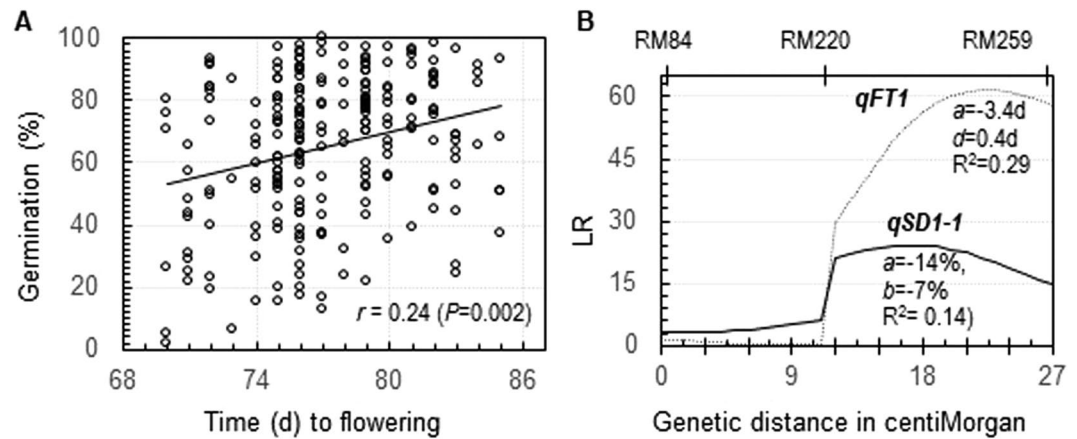 A
100
80
60
40
20
0
Germination (%)
68
74
80
86
Time (d) to flowering
r = 0.24 (P=0.002)
B
RM84
RM220
RM259
60
45
30
15
0
LR
qFT1
a=-3.4d
d=0.4d
R²=0.29
qSD1-1
a=-14%,
b=-7%
R²= 0.14)
0
9
18
27
Genetic distance in centiMorgan